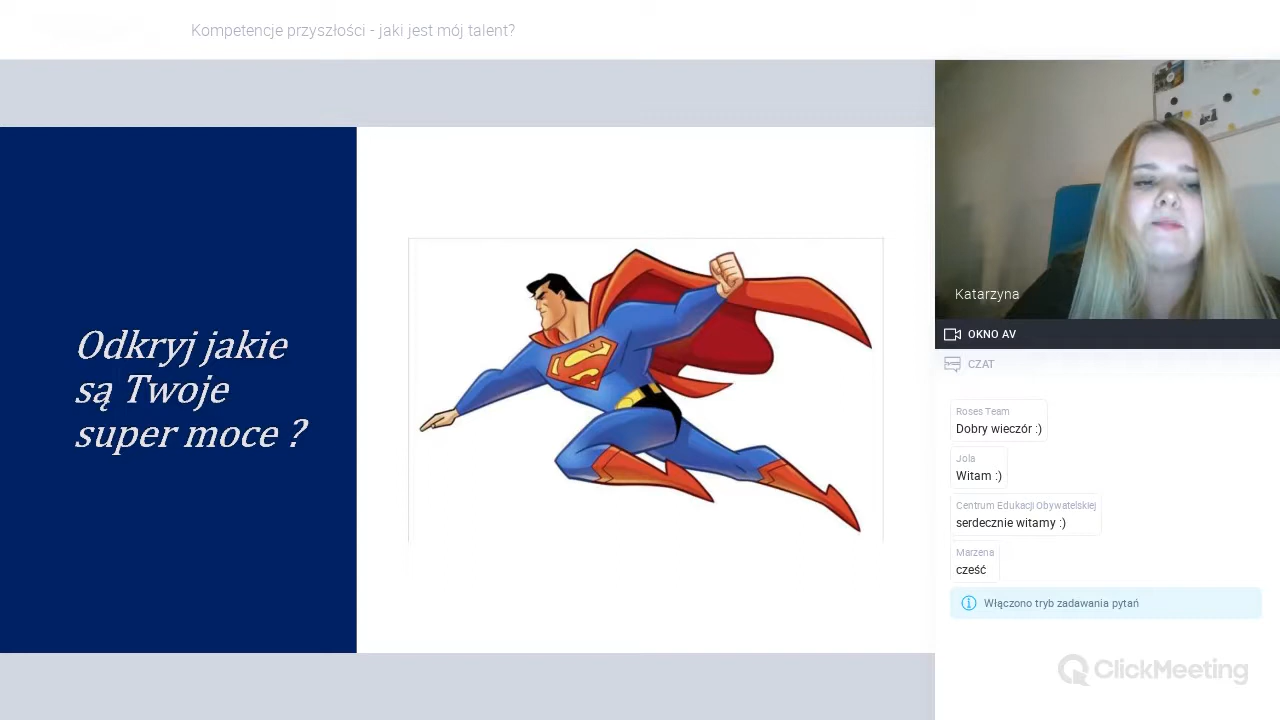 Kompetencje przyszłości - jaki jest mój talent?
Odkryj jakie
są Twoje
super moce ?
S
Katarzyna
OKNO AV
CZAT
Roses Team
Dobry wieczór :)
Jola
Witam :)
Centrum Edukacji Obywatelskiej
serdecznie witamy :)
Marzena
cześć
Włączono tryb zadawania pytań
ClickMeeting